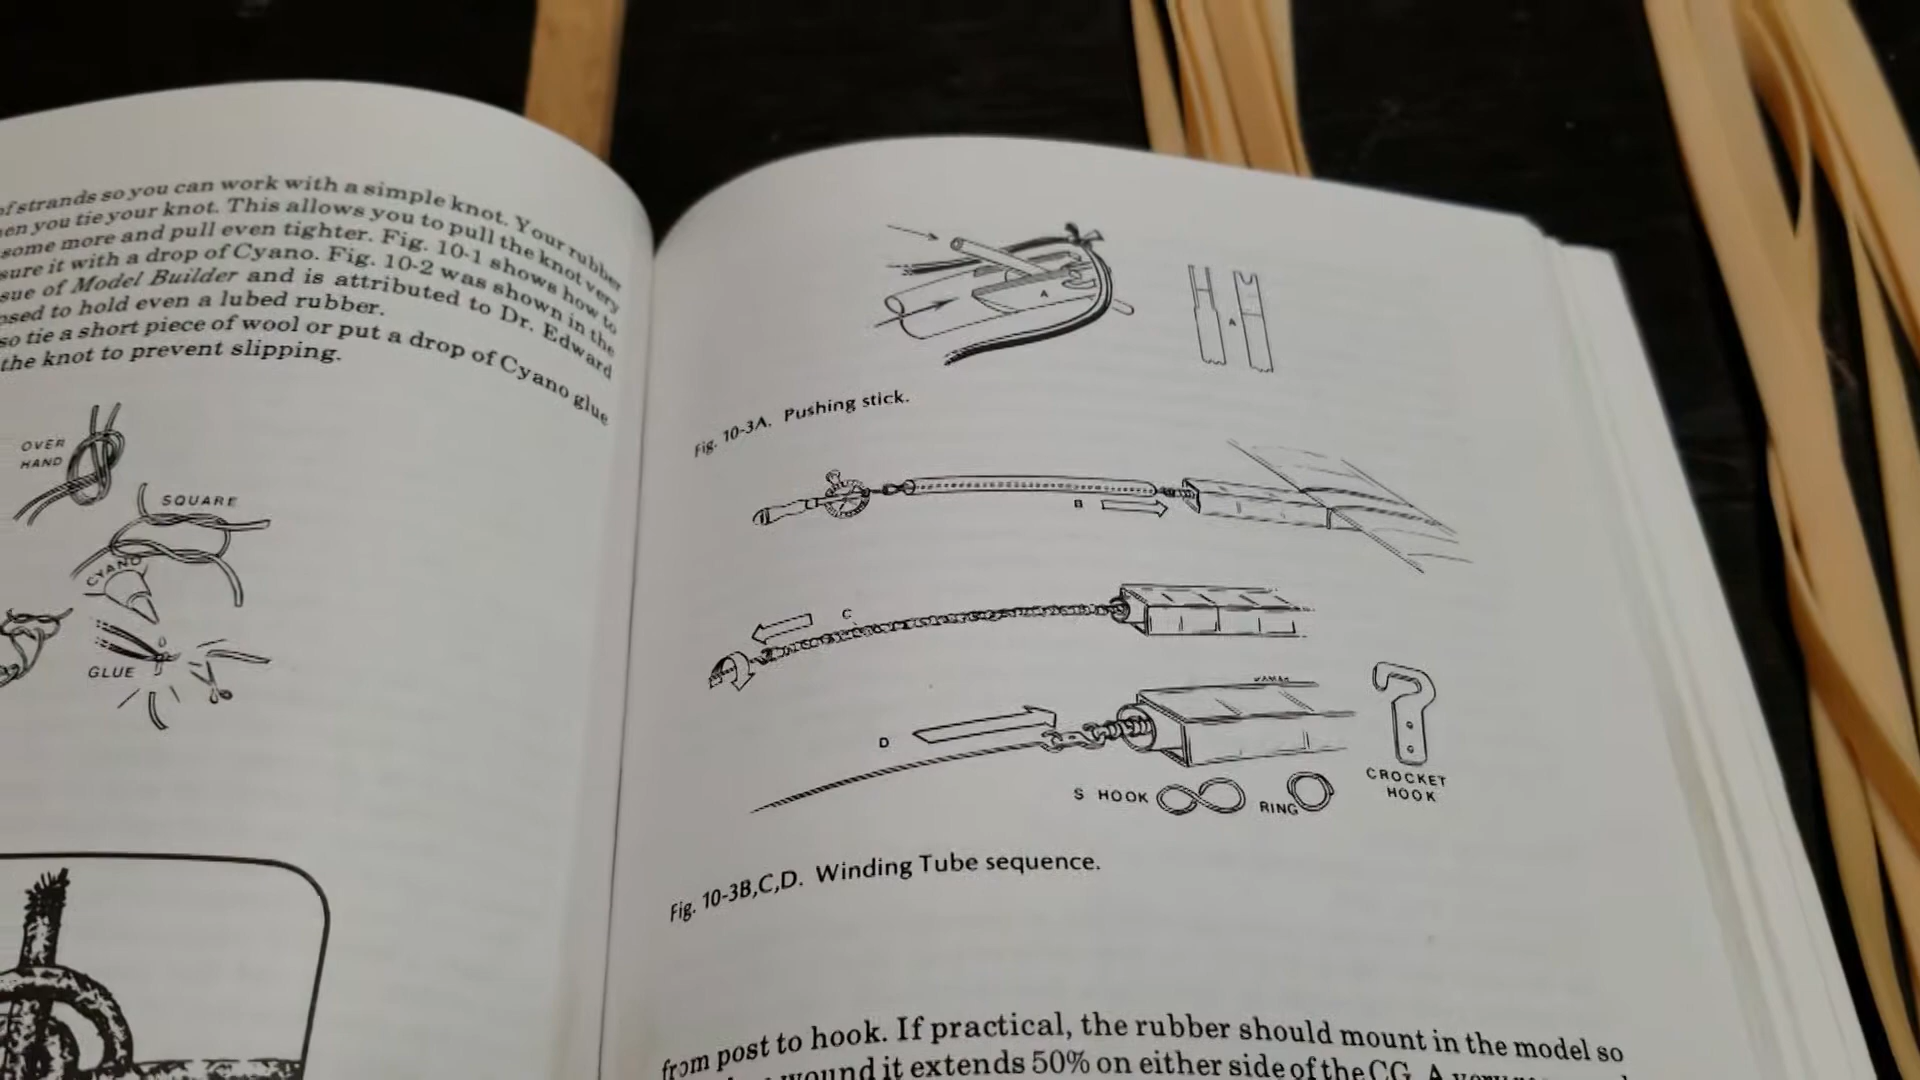 of strands so you can work with a simple knot. Your rubber
en you tie your knot. This allows you to pull the knot very
some more and pull even tighter. Fig. 10-1 shows how to
sure it with a drop of Cyano. Fig. 10-2 was shown in the
sue of Model Builder and is attributed to Dr. Edward
osed to hold even a lubed rubber.
so tie a short piece of wool or put a drop of Cyano glue
the knot to prevent slipping.
OVER
HAND
SQUARE
CYANO
GLUE
A
A
Fig. 10-3A. Pushing stick.
B
C
D
S HOOK
RING
CROCKET
HOOK
Fig. 10-3B,C,D. Winding Tube sequence.
from post to hook. If practical, the rubber should mount in the model so
wound it extends 50% on either side of the CG. A very